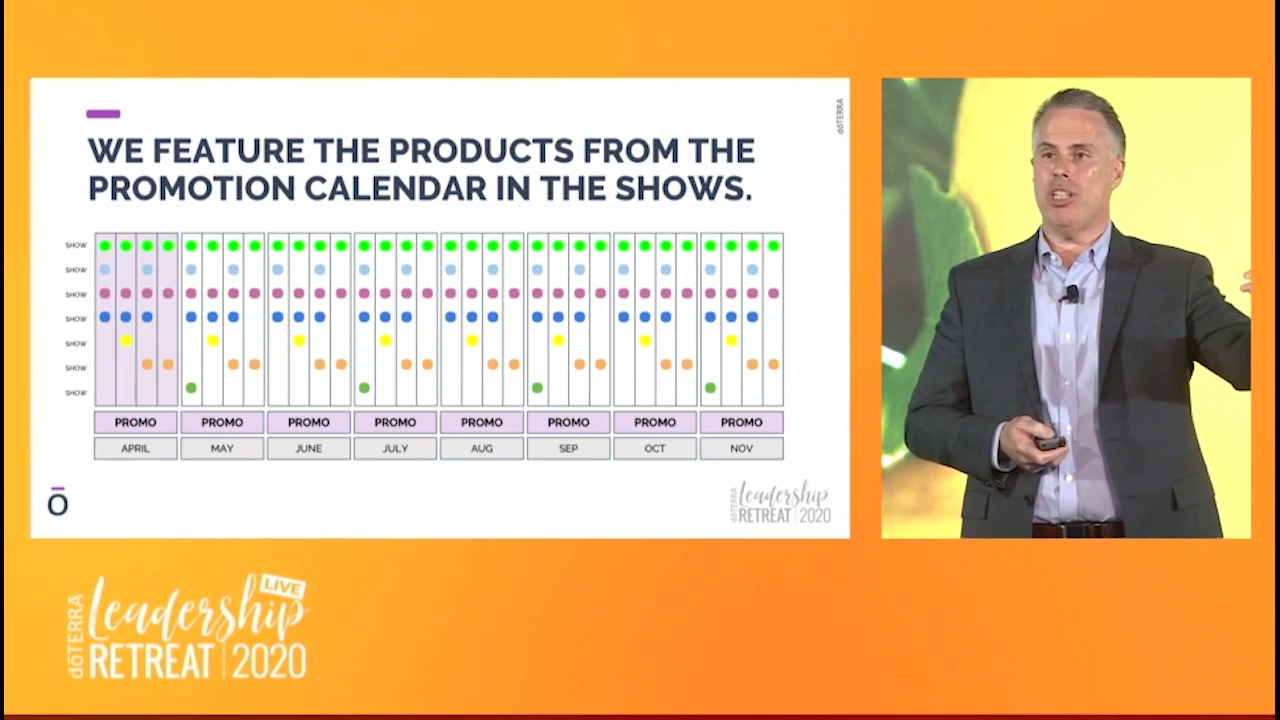 dōTERRA
WE FEATURE THE PRODUCTS FROM THE
PROMOTION CALENDAR IN THE SHOWS.
SHOW
SHOW
SHOW
SHOW
SHOW
SHOW
SHOW
PROMO PROMO PROMO PROMO PROMO PROMO PROMO PROMO
APRIL MAY JUNE JULY AUG SEP OCT NOV
Ō
dōTERRA
Leadership
RETREAT | 2020
LIVE
dōTERRA
Leadership
RETREAT | 2020